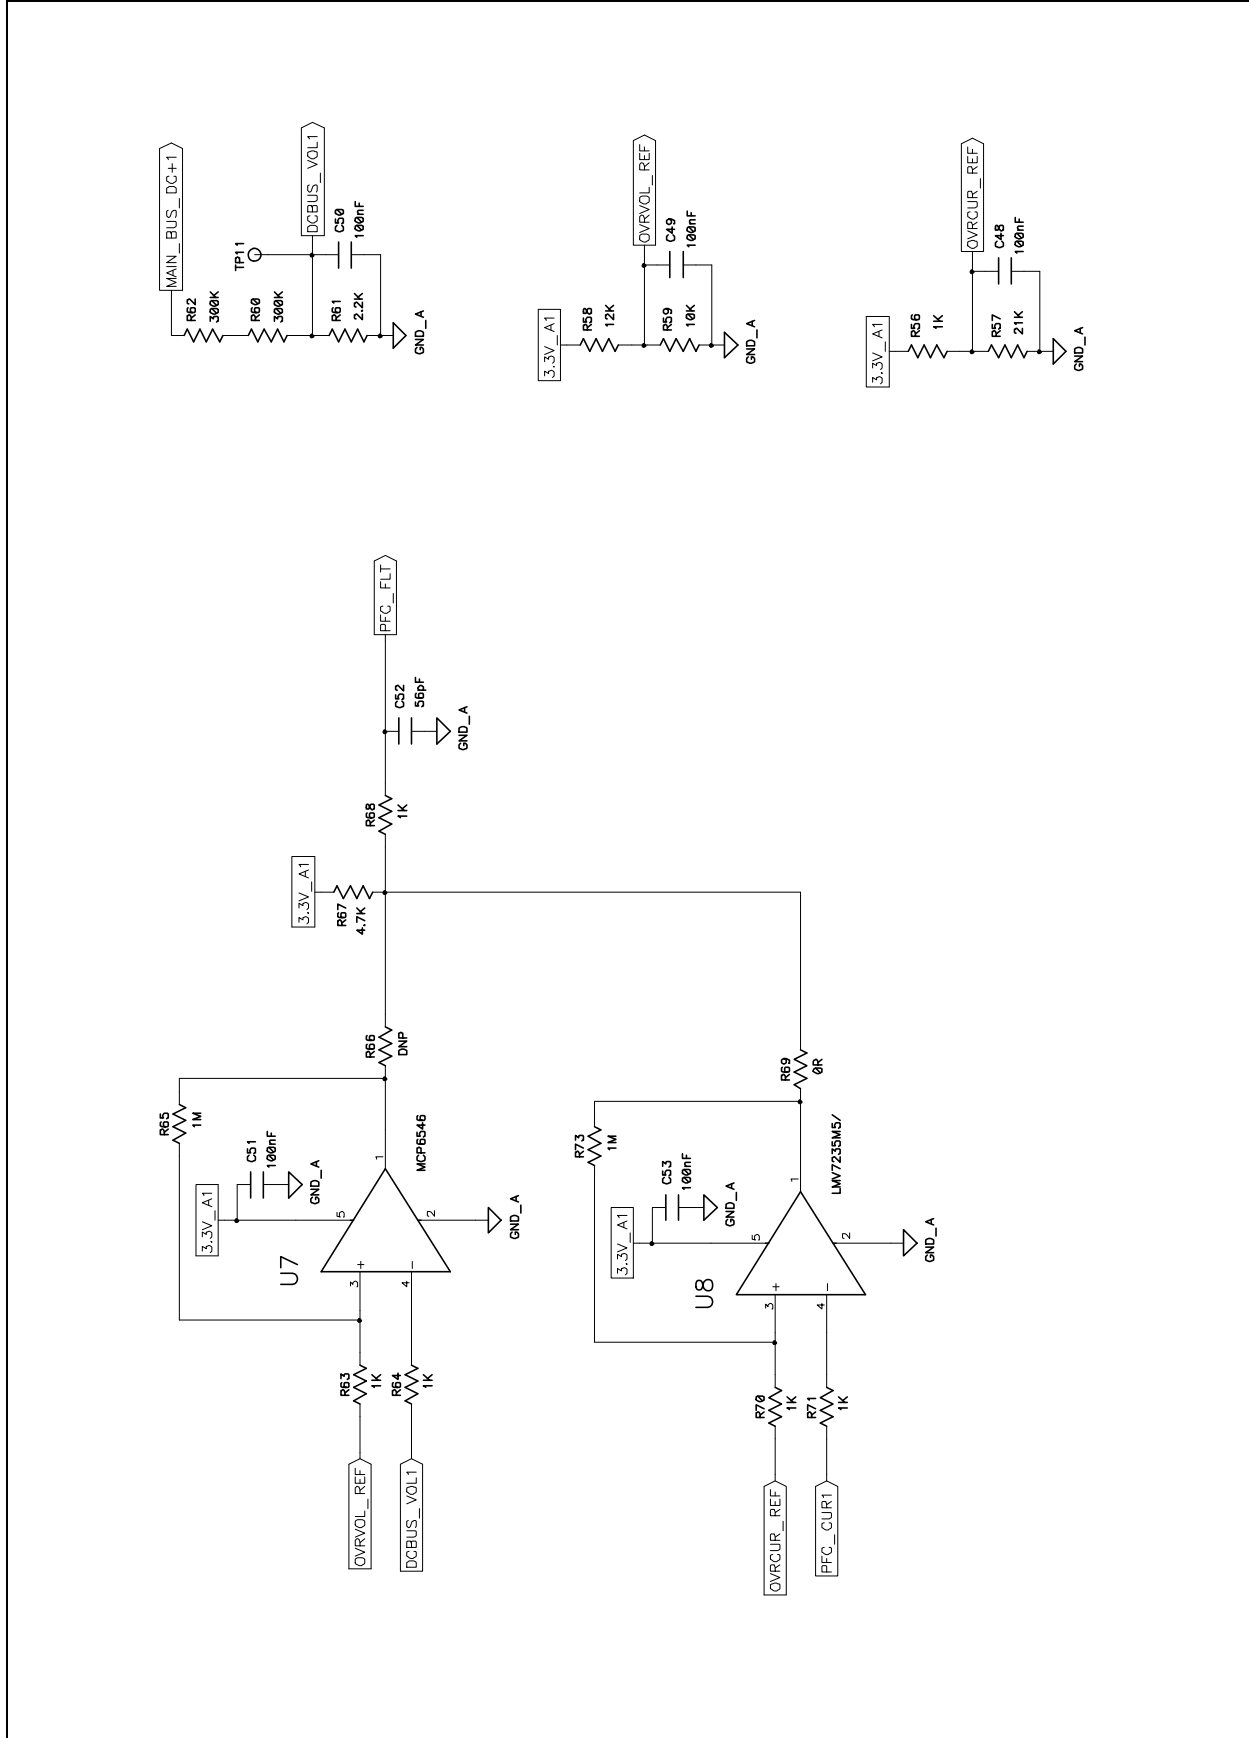 MAIN_BUS_DC+1
R62
300K
R60
300K
TP11
DCBUS_VOL1
R61
2.2K
C50
100nF
GND_A
3.3V_A1
R58
12K
OVRVOL_REF
R59
10K
C49
100nF
GND_A
3.3V_A1
R56
1K
OVRCUR_REF
R57
21K
C48
100nF
GND_A
OVRVOL_REF
DCBUS_VOL1
R63
1K
R64
1K
R65
1M
U7
3
+
4
-
5
2
1
3.3V_A1
C51
100nF
GND_A
MCP6546
GND_A
R66
DNP
3.3V_A1
R67
4.7K
R68
1K
C52
56pF
GND_A
PFC_FLT
OVRCUR_REF
PFC_CUR1
R70
1K
R71
1K
R73
1M
U8
3
+
4
-
5
2
1
3.3V_A1
C53
100nF
GND_A
LMV7235M5/
GND_A
R69
0R